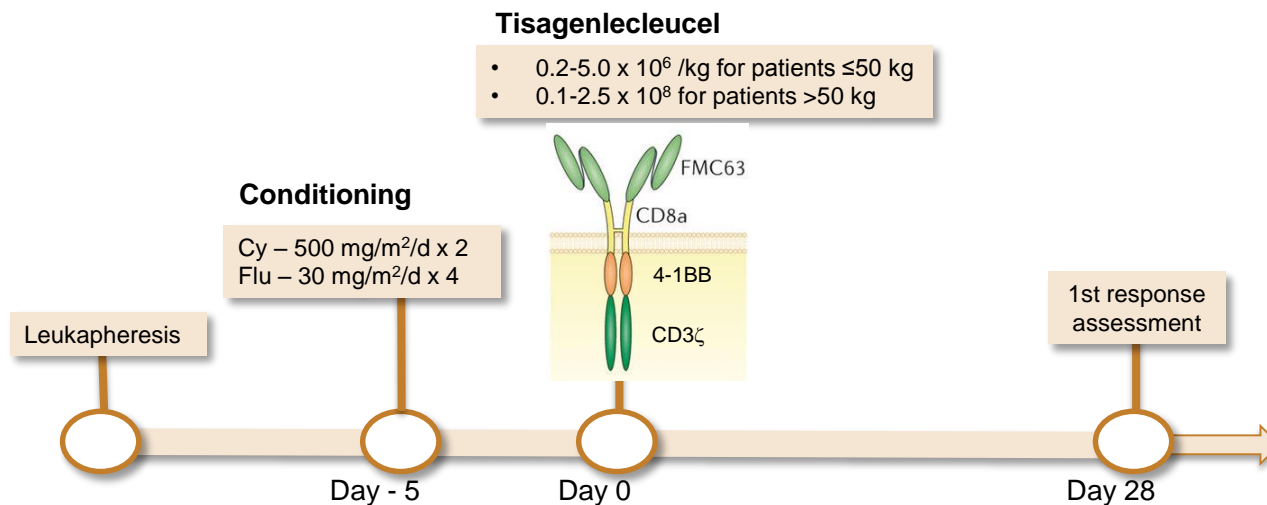 Tisagenlecleucel
• 0.2-5.0 x 10⁶ /kg for patients ≤50 kg
• 0.1-2.5 x 10⁸ for patients >50 kg
FMC63
CD8a
4-1BB
CD3ζ
Conditioning
Cy – 500 mg/m²/d x 2
Flu – 30 mg/m²/d x 4
Leukapheresis
1st response
assessment
Day - 5
Day 0
Day 28